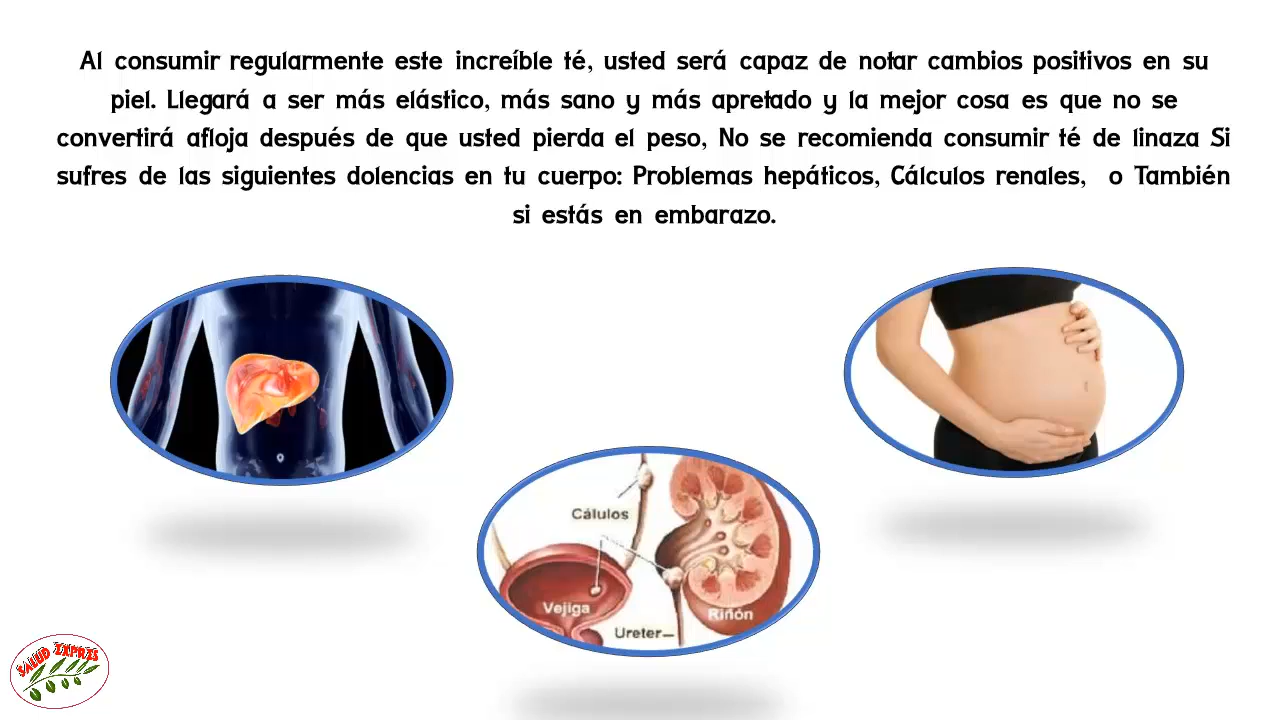 Al consumir regularmente este increíble té, usted será capaz de notar cambios positivos en su
piel. Llegará a ser más elástico, más sano y más apretado y la mejor cosa es que no se
convertirá afloja después de que usted pierda el peso, No se recomienda consumir té de linaza Si
sufres de las siguientes dolencias en tu cuerpo: Problemas hepáticos, Cálculos renales, o También
si estás en embarazo.
Cálculos
Vejiga
Riñón
Ureter
SALUD EXPRES